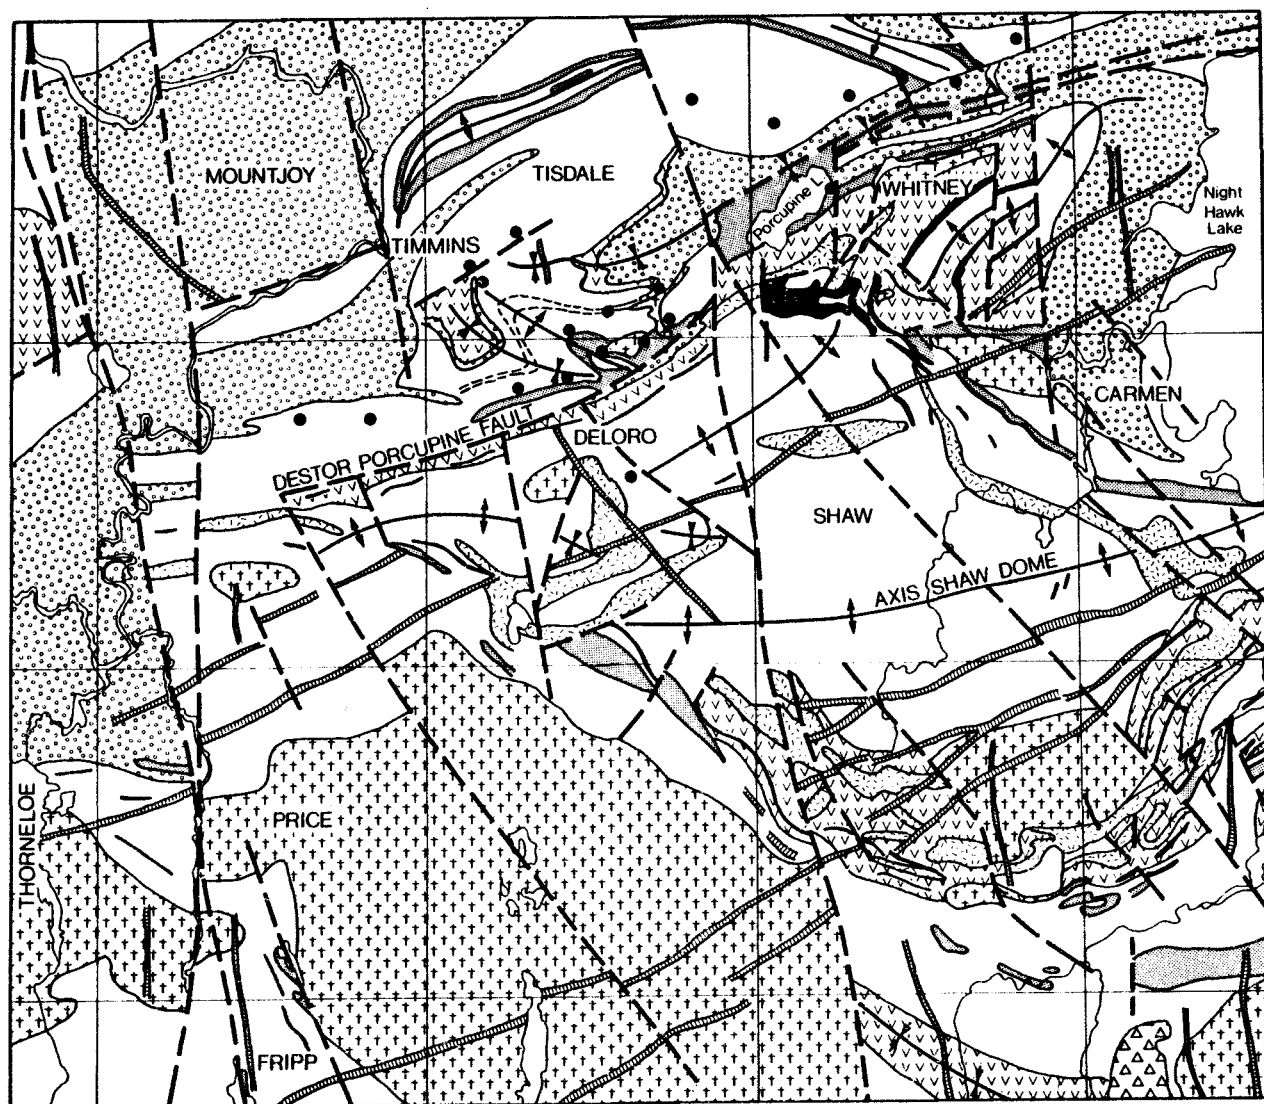 MOUNTJOY
TISDALE
WHITNEY
Porcupine L.
Night
Hawk
Lake
TIMMINS
CARMEN
DESTOR PORCUPINE FAULT
DELORO
SHAW
AXIS SHAW DOME
THORNELOE
PRICE
FRIPP